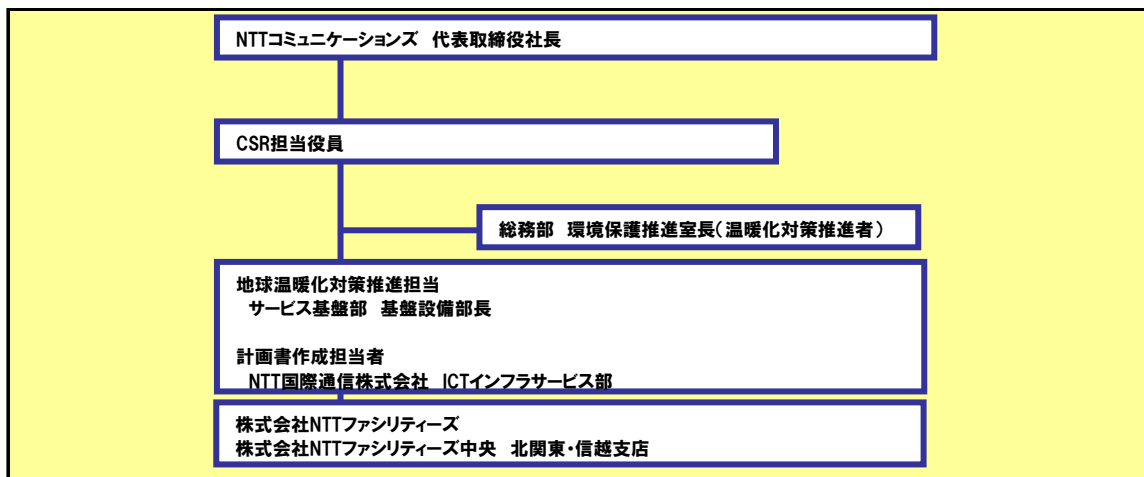 NTTコミュニケーションズ 代表取締役社長
CSR担当役員
総務部 環境保護推進室長(温暖化対策推進者)
地球温暖化対策推進担当
サービス基盤部 基盤設備部長
計画書作成担当者
NTT国際通信株式会社 ICTインフラサービス部
株式会社NTTファシリティーズ
株式会社NTTファシリティーズ中央 北関東・信越支店